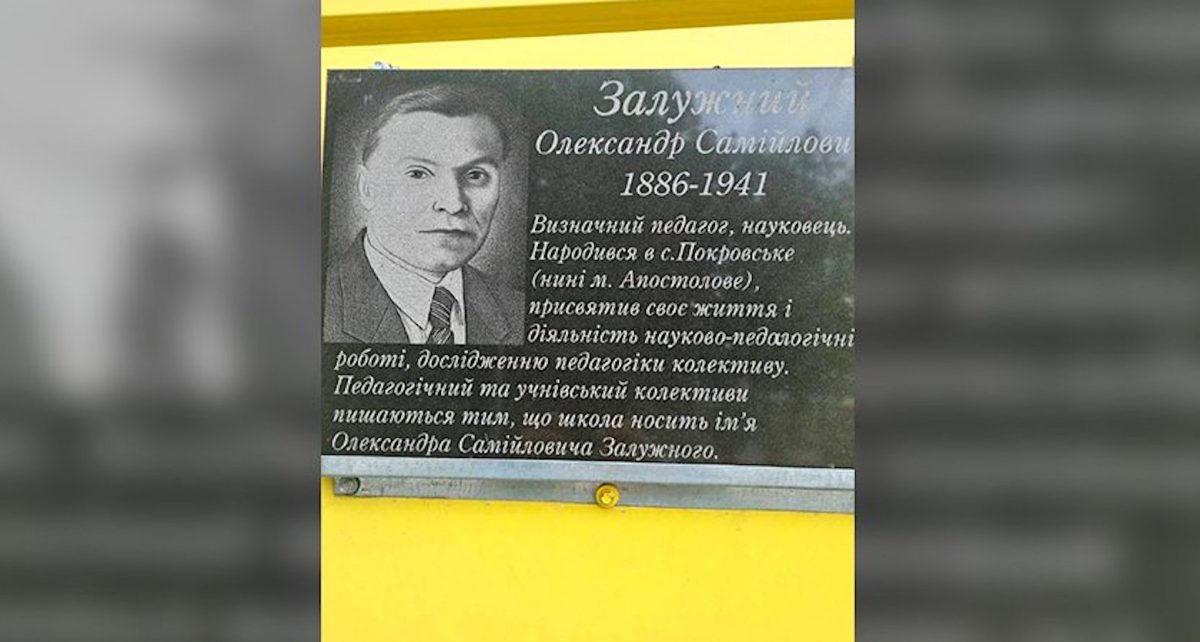 Залужний
Олександр Самійлови
1886-1941
Визначний педагог, науковець.
Народився в с.Покровське
(нині м. Апостолове),
присвятив своє життя і
діяльність науково-педалогічні
роботі, дослідженню педагогіки колективу.
Педагогічний та учнівський колективи
пишаються тим, що школа носить ім’я
Олександра Самійловича Залужного.